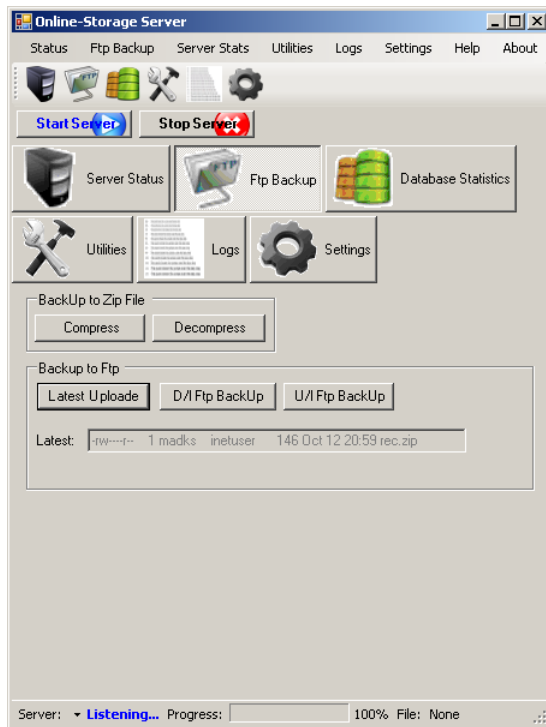 Online-Storage Server
Status Ftp Backup Server Stats Utilities Logs Settings Help About
FTP
Start Server Stop Server
Server Status FTP Ftp Backup Database Statistics
Utilities Logs Settings
BackUp to Zip File
Compress Decompress
Backup to Ftp
Latest Uploade D/l Ftp BackUp U/l Ftp BackUp
Latest: -rw----r-- 1 madks inetuser 146 Oct 12 20:59 rec.zip
Server: Listening... Progress: 100% File: None